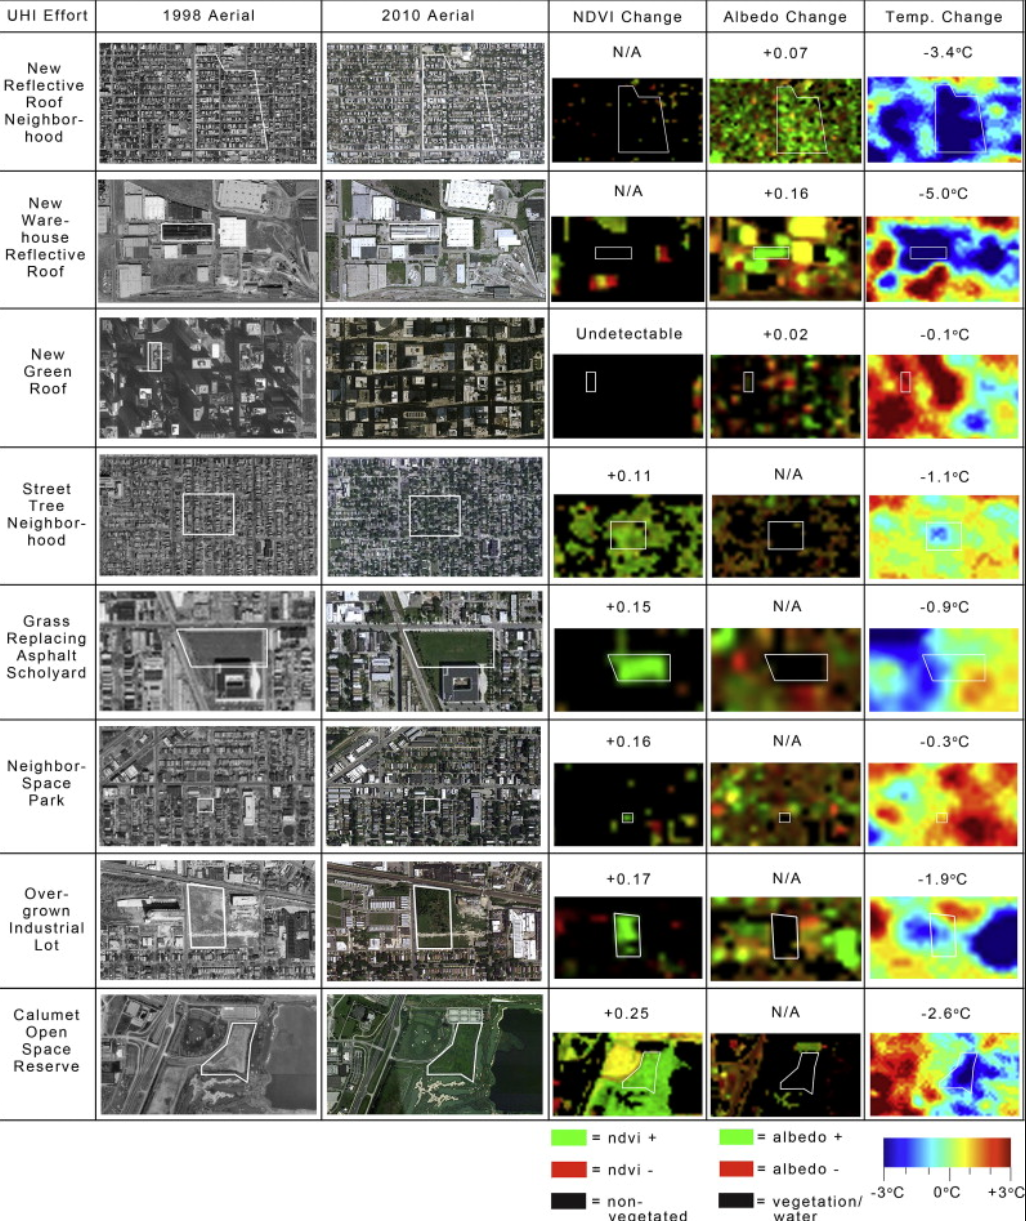 UHI Effort 1998 Aerial 2010 Aerial NDVI Change Albedo Change Temp. Change
New
Reflective
Roof
Neighbor-
hood
N/A +0.07 -3.4°C
New
Ware-
house
Reflective
Roof
N/A +0.16 -5.0°C
New
Green
Roof
Undetectable +0.02 -0.1°C
Street
Tree
Neighbor-
hood
+0.11 N/A -1.1°C
Grass
Replacing
Asphalt
Scholyard
+0.15 N/A -0.9°C
Neighbor-
Space
Park
+0.16 N/A -0.3°C
Over-
grown
Industrial
Lot
+0.17 N/A -1.9°C
Calumet
Open
Space
Reserve
+0.25 N/A -2.6°C
= ndvi +
= ndvi -
= non-
vegetated
= albedo +
= albedo -
= vegetation/
water
-3°C 0°C +3°C